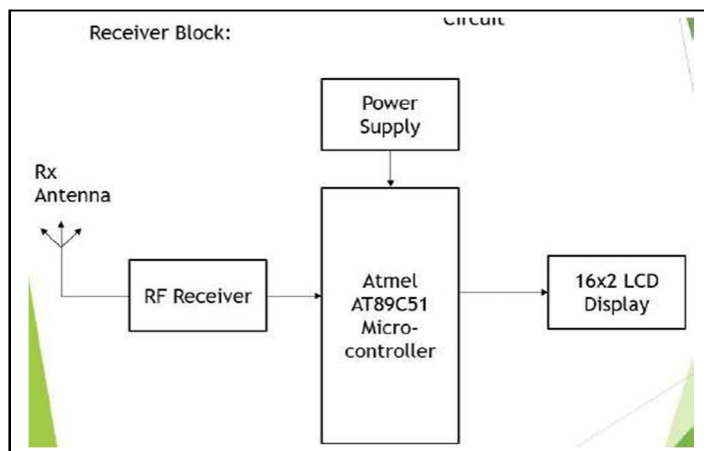 Circuit
Receiver Block:
Power
Supply
Rx
Antenna
RF Receiver
Atmel
AT89C51
Micro-
controller
16x2 LCD
Display